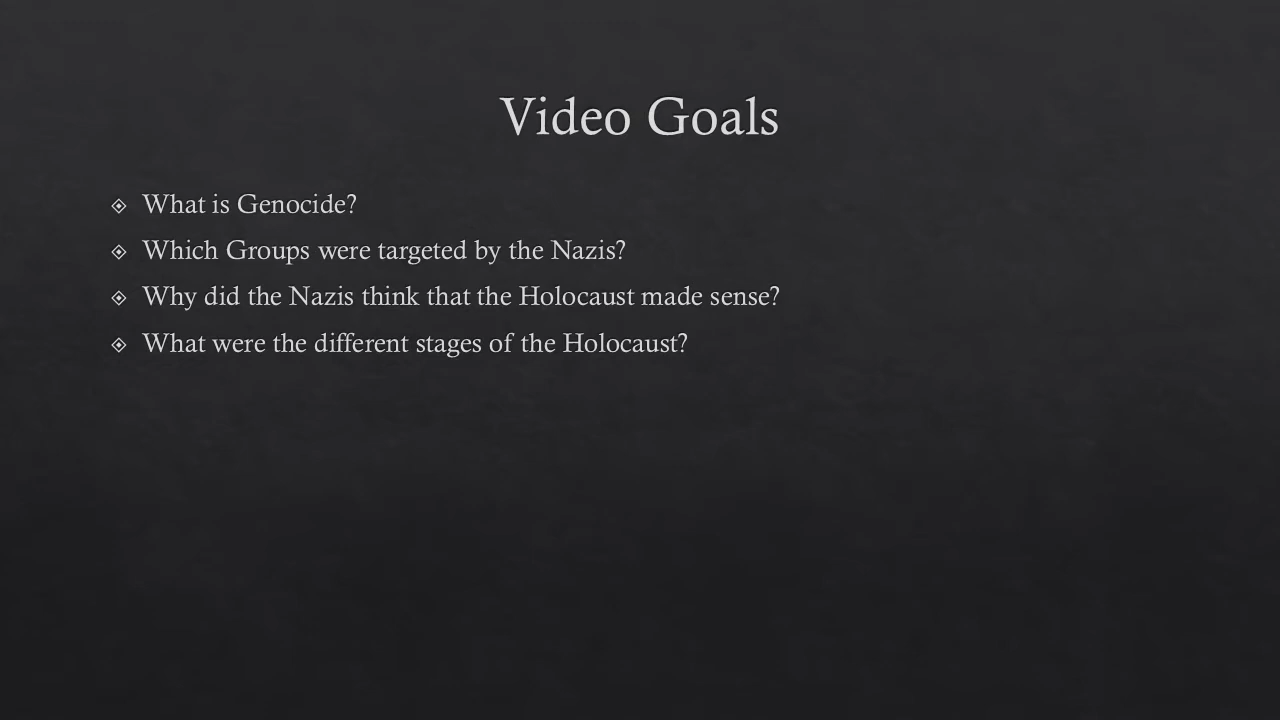 Video Goals
What is Genocide?
Which Groups were targeted by the Nazis?
Why did the Nazis think that the Holocaust made sense?
What were the different stages of the Holocaust?